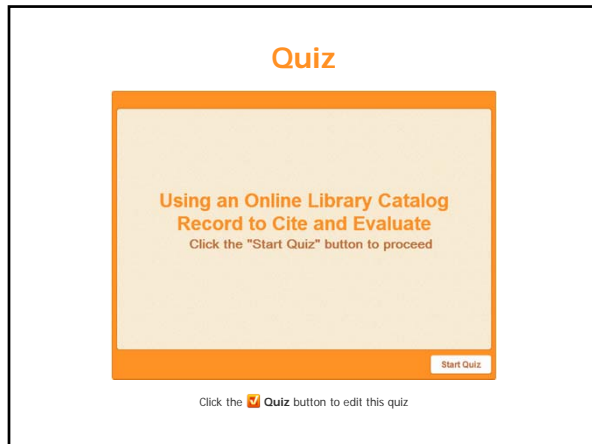 Quiz
Using an Online Library Catalog
Record to Cite and Evaluate
Click the "Start Quiz" button to proceed
Start Quiz
Click the Quiz button to edit this quiz